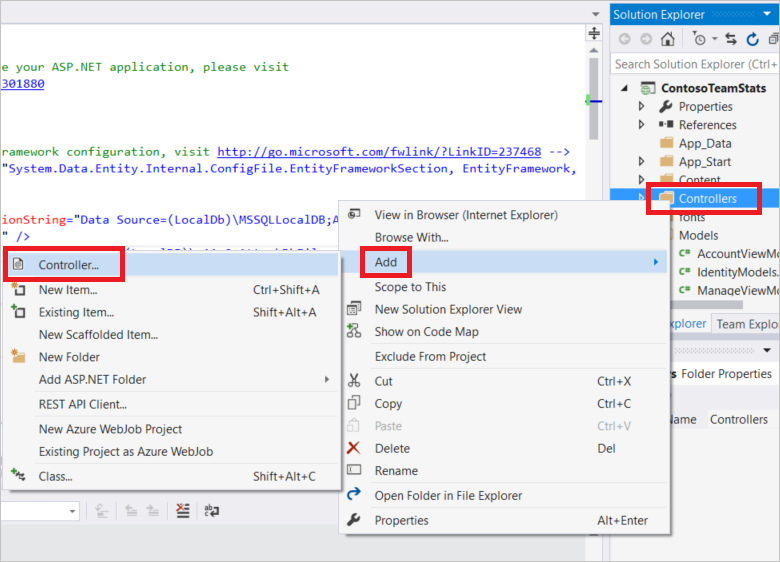 e your ASP.NET application, please visit
301880
ramework configuration, visit http://go.microsoft.com/fwlink/?LinkID=237468 -->
"System.Data.Entity.Internal.ConfigFile.EntityFrameworkSection, EntityFramework,
ionString="Data Source=(LocalDb)\MSSQLLocalDB;A
" />
Controller...
New Item... Ctrl+Shift+A
Existing Item... Shift+Alt+A
New Scaffolded Item...
New Folder
Add ASP.NET Folder
REST API Client...
New Azure WebJob Project
Existing Project as Azure WebJob
Class... Shift+Alt+C
View in Browser (Internet Explorer)
Browse With...
Add
Scope to This
New Solution Explorer View
Show on Code Map
Exclude From Project
Cut Ctrl+X
Copy Ctrl+C
Paste Ctrl+V
Delete Del
Rename
Open Folder in File Explorer
Properties Alt+Enter
Solution Explorer
Search Solution Explorer (Ctrl+
ContosoTeamStats
Properties
References
App_Data
App_Start
Content
Controllers
fonts
Models
AccountViewMo
IdentityModels.
ManageViewMo
xplorer Team Explo
s Folder Properties
Name Controllers